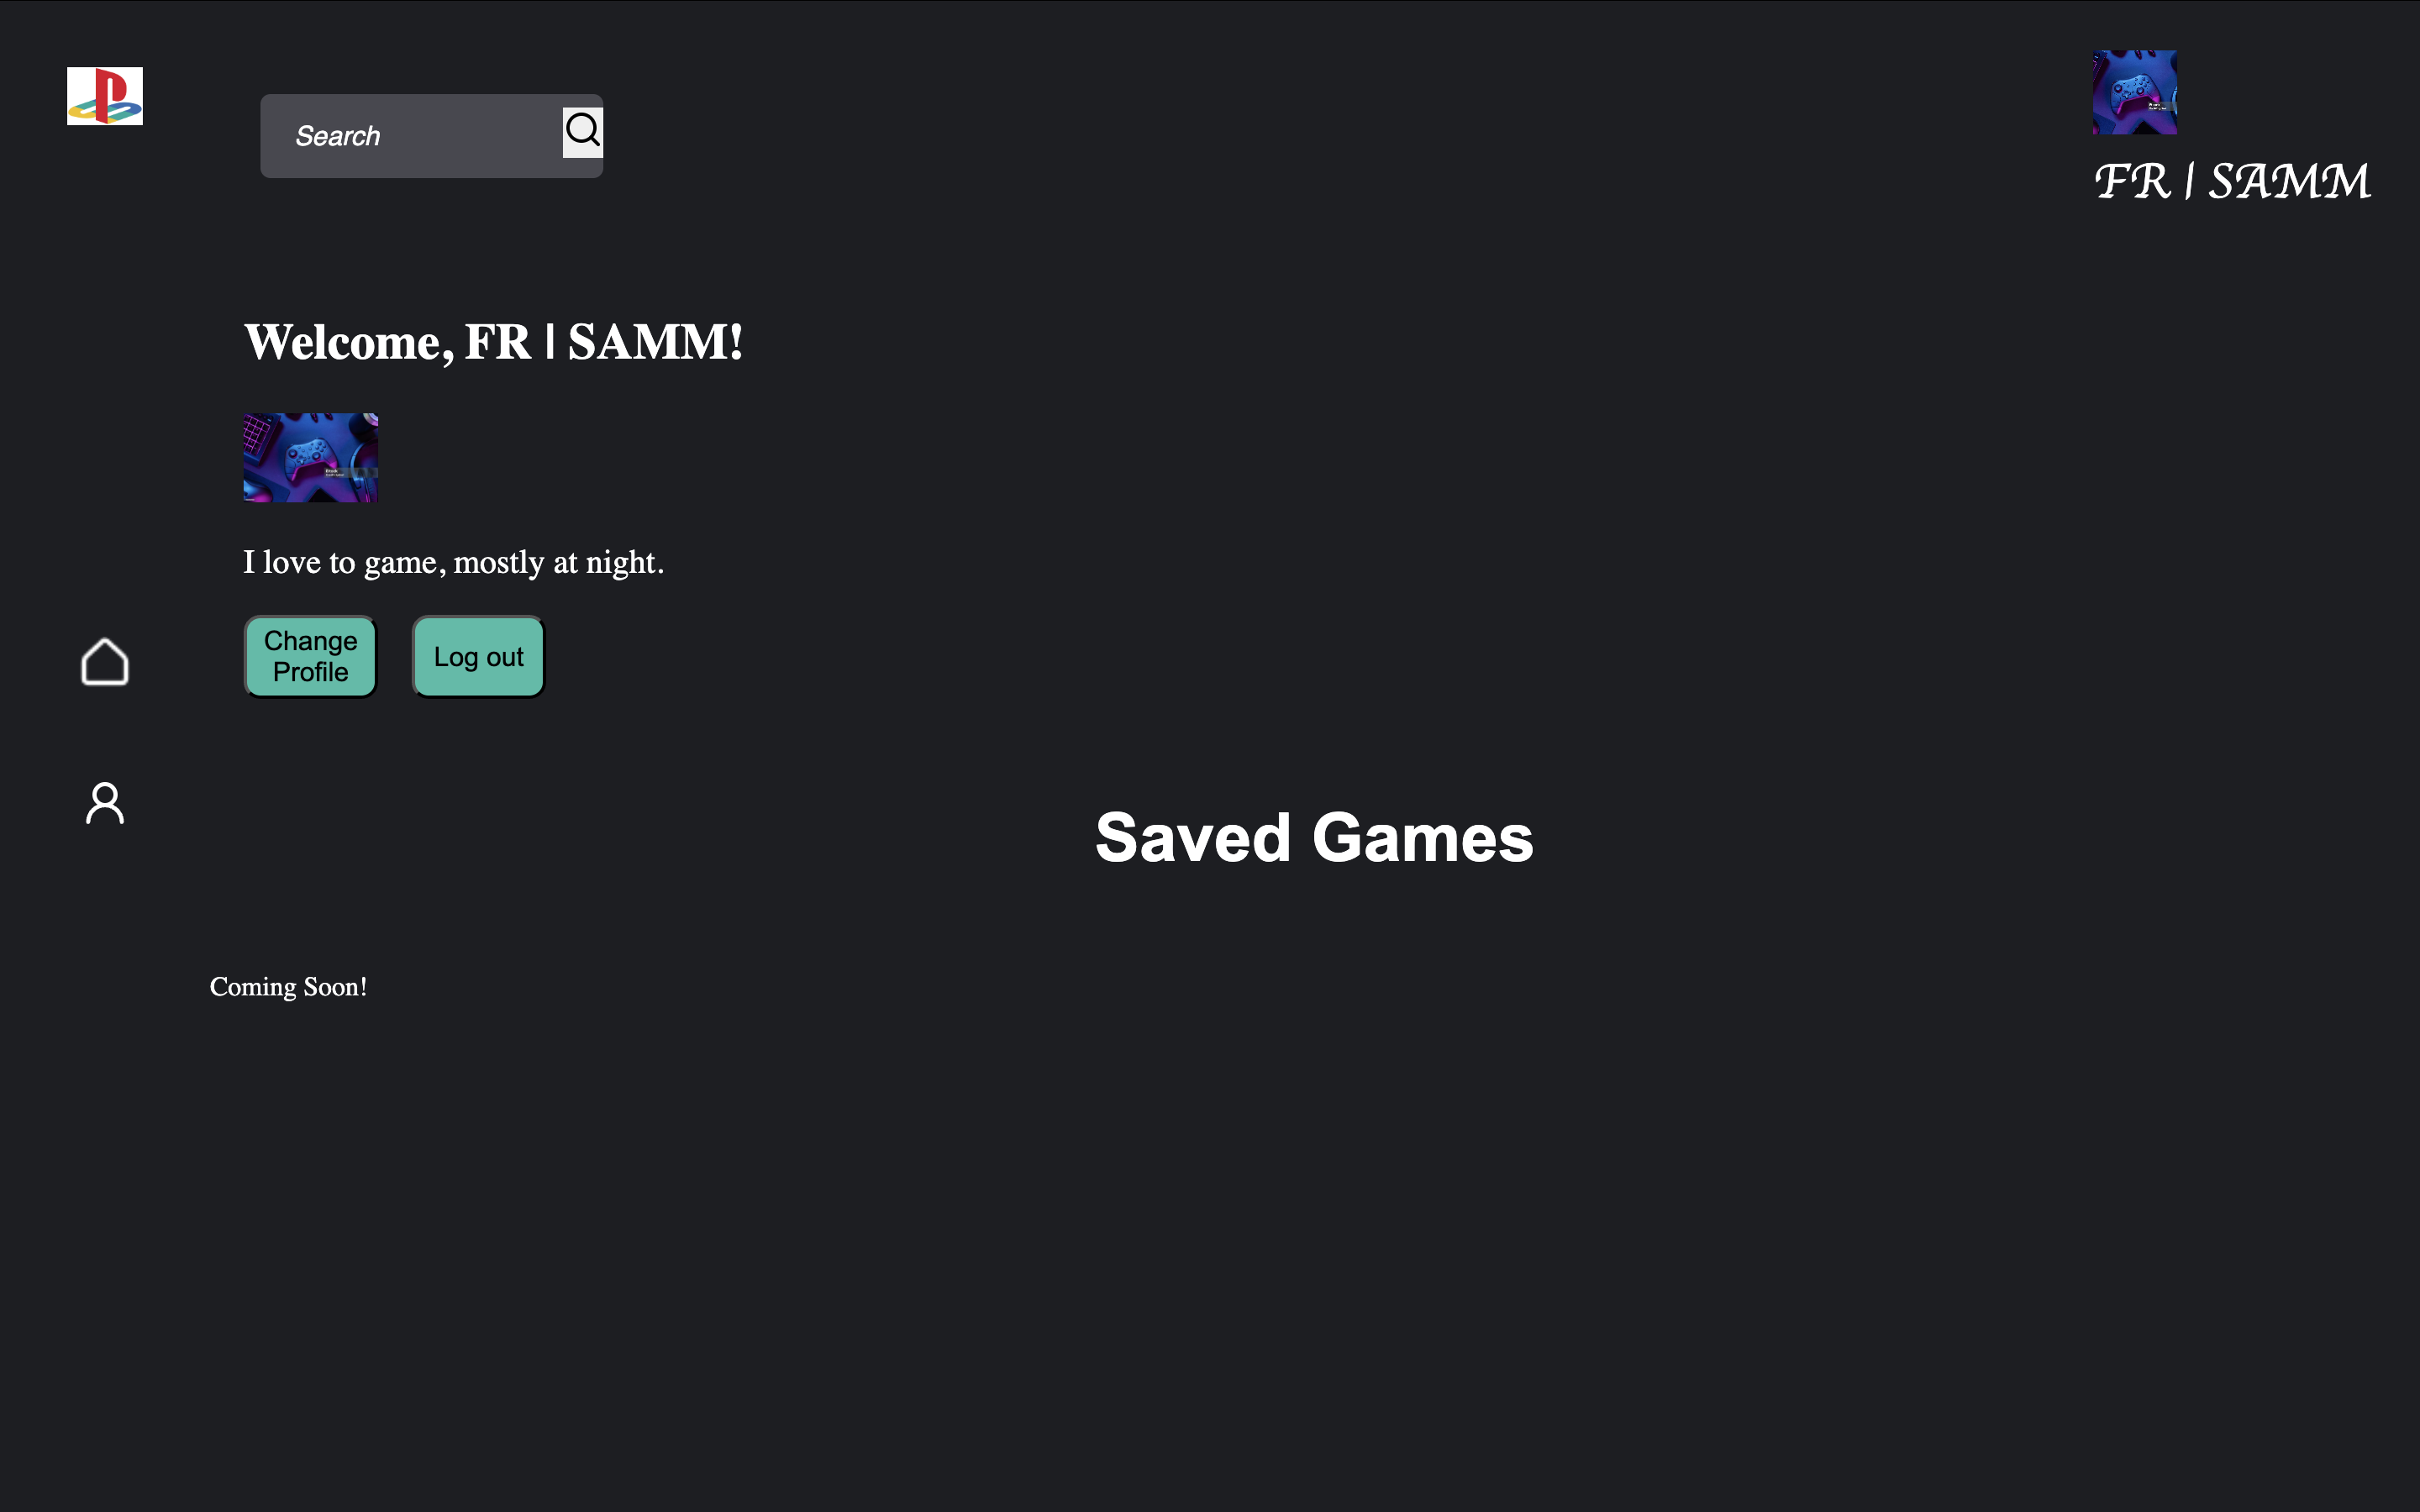 Search
FR | SAMM
Welcome, FR | SAMM!
I love to game, mostly at night.
Change
Profile
Log out
Saved Games
Coming Soon!